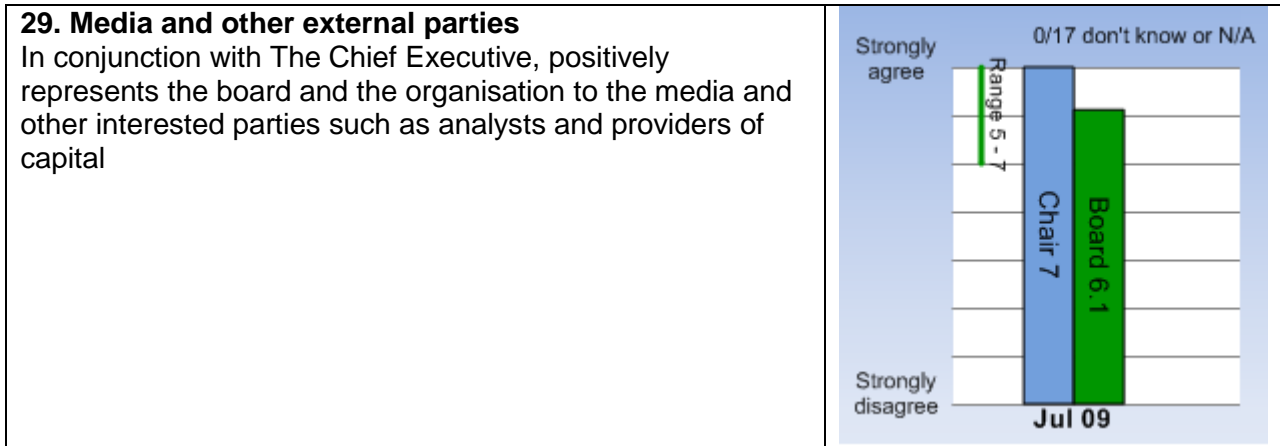 29. Media and other external parties
In conjunction with The Chief Executive, positively
represents the board and the organisation to the media and
other interested parties such as analysts and providers of
capital
0/17 don't know or N/A
Strongly
agree
Range 5 - 7
Chair 7
Board 6.1
Strongly
disagree
Jul 09